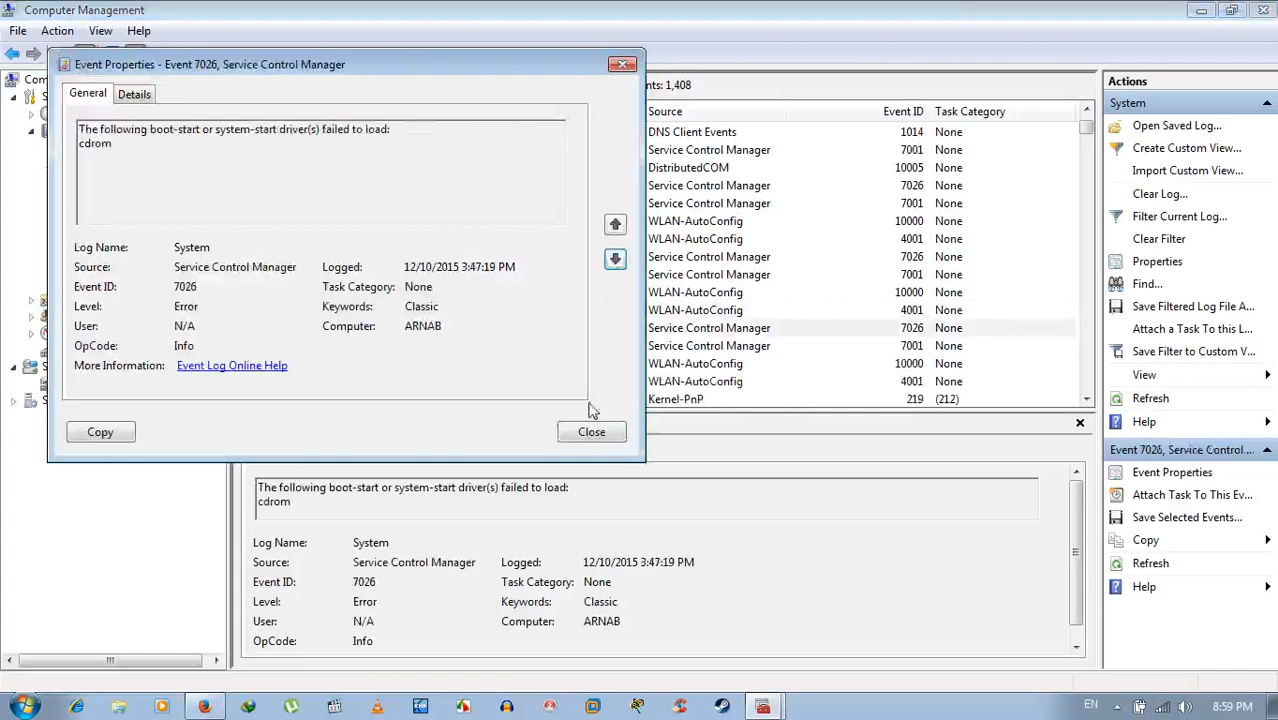 Computer Management
File Action View Help
Event Properties - Event 7026, Service Control Manager
General Details
The following boot-start or system-start driver(s) failed to load:
cdrom
Log Name: System
Source: Service Control Manager Logged: 12/10/2015 3:47:19 PM
Event ID: 7026 Task Category: None
Level: Error Keywords: Classic
User: N/A Computer: ARNAB
OpCode: Info
More Information: Event Log Online Help
Copy Close
nts: 1,408
Source Event ID Task Category
DNS Client Events 1014 None
Service Control Manager 7001 None
DistributedCOM 10005 None
Service Control Manager 7026 None
Service Control Manager 7001 None
WLAN-AutoConfig 10000 None
WLAN-AutoConfig 4001 None
Service Control Manager 7026 None
Service Control Manager 7001 None
WLAN-AutoConfig 10000 None
WLAN-AutoConfig 4001 None
Service Control Manager 7026 None
Service Control Manager 7001 None
WLAN-AutoConfig 10000 None
WLAN-AutoConfig 4001 None
Kernel-PnP 219 (212)
The following boot-start or system-start driver(s) failed to load:
cdrom
Log Name: System
Source: Service Control Manager Logged: 12/10/2015 3:47:19 PM
Event ID: 7026 Task Category: None
Level: Error Keywords: Classic
User: N/A Computer: ARNAB
OpCode: Info
Actions
System
Open Saved Log...
Create Custom View...
Import Custom View...
Clear Log...
Filter Current Log...
Clear Filter
Properties
Find...
Save Filtered Log File A...
Attach a Task To this L...
Save Filter to Custom V...
View
Refresh
Help
Event 7026, Service Control...
Event Properties
Attach Task To This Ev...
Save Selected Events...
Copy
Refresh
Help
EN 8:59 PM